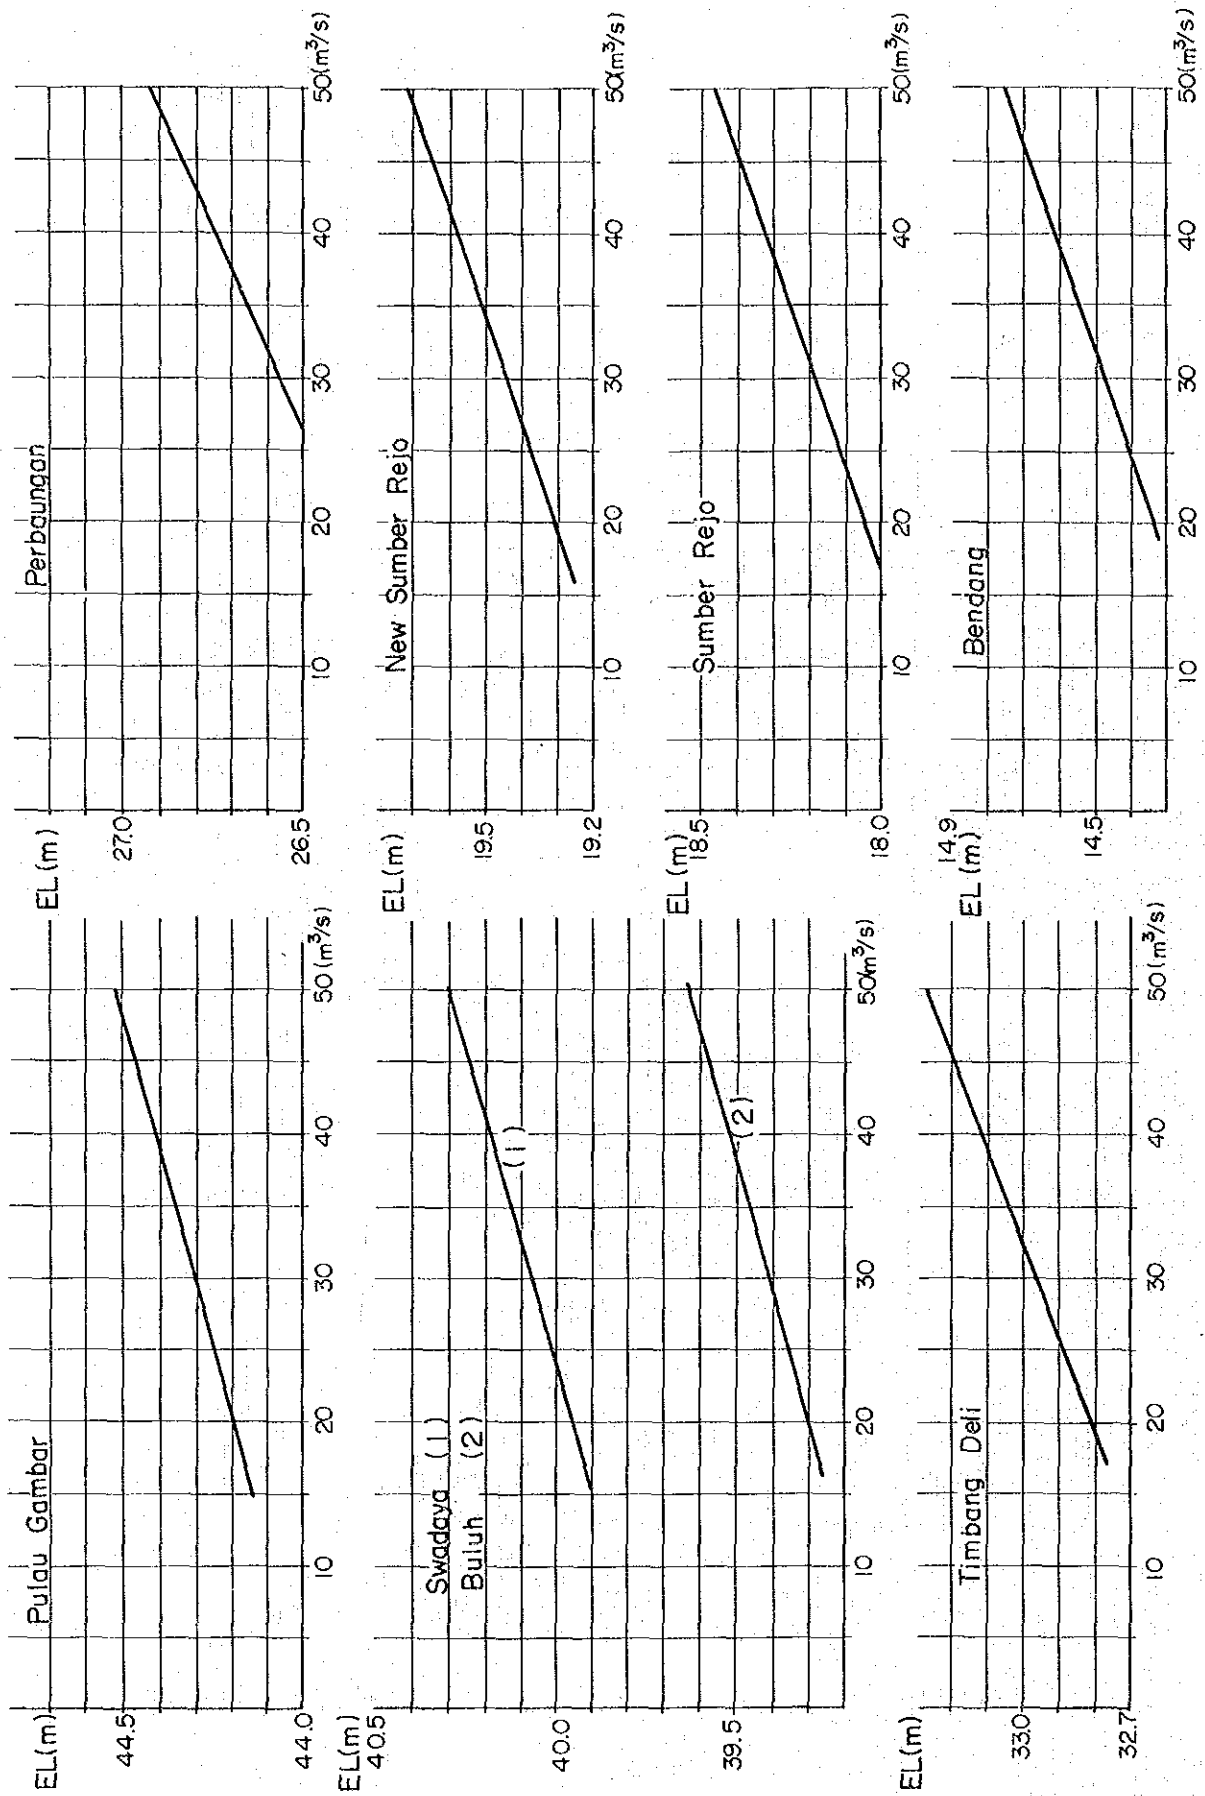 Pulau Gambar
EL(m)
44.5
44.0
10
20
30
40
50(m³/s)
Swadaya (1)
Buluh (2)
EL(m)
40.5
40.0
39.5
(1)
(2)
10
20
30
40
50(m³/s)
Timbang Deli
EL(m)
33.0
32.7
10
20
30
40
50(m³/s)
Perbaungan
EL.(m)
27.0
26.5
10
20
30
40
50(m³/s)
New Sumber Rejo
EL(m)
19.5
19.2
10
20
30
40
50(m³/s)
Sumber Rejo
EL(m)
18.5
18.0
10
20
30
40
50(m³/s)
Bendang
14.9
EL(m)
14.5
10
20
30
40
50(m³/s)